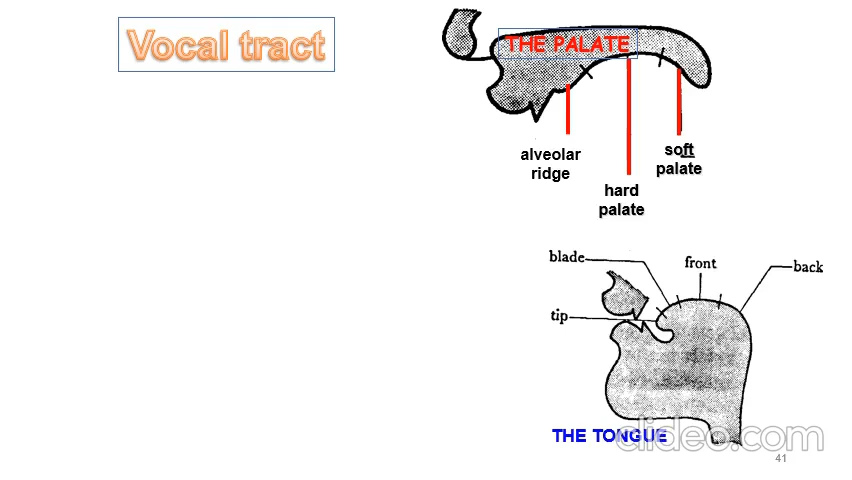 Vocal tract
THE PALATE
alveolar
ridge
hard
palate
soft
palate
blade
front
back
tip
THE TONGUE
clideo.com
41